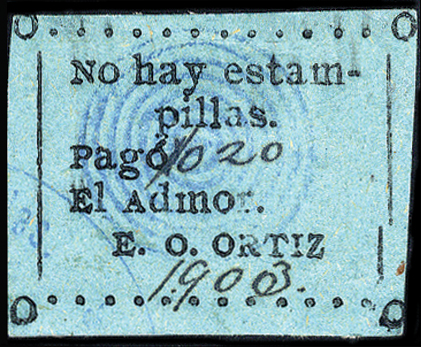 No hay estam-
pillas.
Pagó $0 20
El Admor.
E. O. ORTIZ
1903.